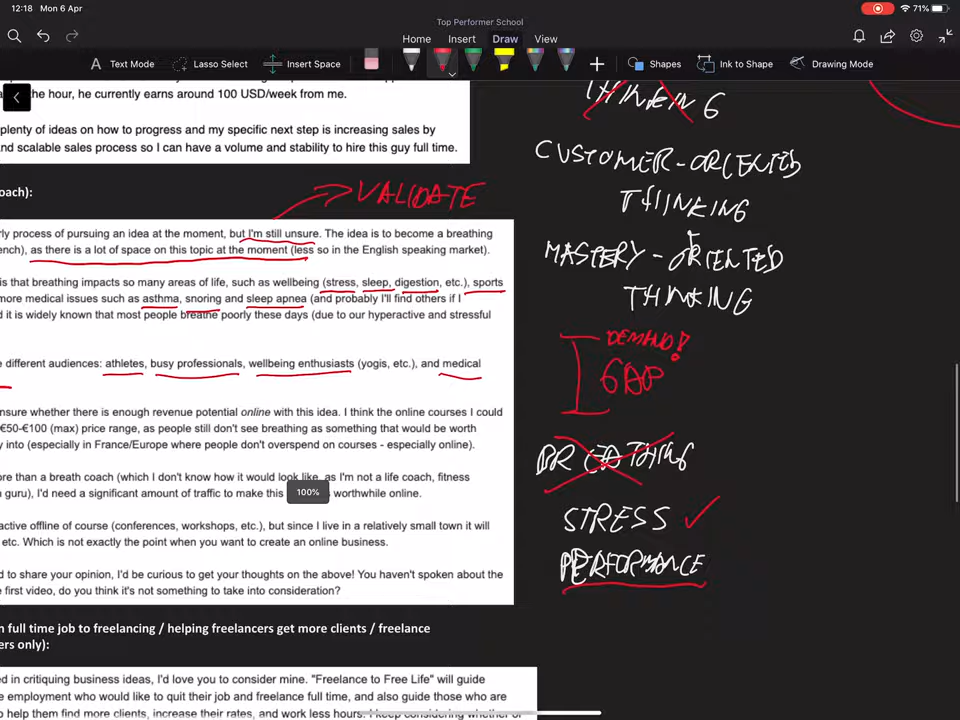 12:18 Mon 6 Apr
71%
Top Performer School
Home Insert Draw View
Text Mode Lasso Select Insert Space Shapes Ink to Shape Drawing Mode
the hour, he currently earns around 100 USD/week from me.
plenty of ideas on how to progress and my specific next step is increasing sales by
and scalable sales process so I can have a volume and stability to hire this guy full time.
oach):
VALIDATE
rly process of pursuing an idea at the moment, but I'm still unsure. The idea is to become a breathing
ench), as there is a lot of space on this topic at the moment (less so in the English speaking market).
is that breathing impacts so many areas of life, such as wellbeing (stress, sleep, digestion, etc.), sports
more medical issues such as asthma, snoring and sleep apnea (and probably I'll find others if I
d it is widely known that most people breathe poorly these days (due to our hyperactive and stressful
e different audiences: athletes, busy professionals, wellbeing enthusiasts (yogis, etc.), and medical
nsure whether there is enough revenue potential online with this idea. I think the online courses I could
€50-€100 (max) price range, as people still don't see breathing as something that would be worth
y into (especially in France/Europe where people don't overspend on courses - especially online).
ore than a breath coach (which I don't know how it would look like, as I'm not a life coach, fitness
n guru), I'd need a significant amount of traffic to make this worthwhile online.
100%
active offline of course (conferences, workshops, etc.), but since I live in a relatively small town it will
etc. Which is not exactly the point when you want to create an online business.
d to share your opinion, I'd be curious to get your thoughts on the above! You haven't spoken about the
e first video, do you think it's not something to take into consideration?
m full time job to freelancing / helping freelancers get more clients / freelance
ers only):
ed in critiquing business ideas, I'd love you to consider mine. "Freelance to Free Life" will guide
e employment who would like to quit their job and freelance full time, and also guide those who are
o help them find more clients, increase their rates, and work less hours. I keep considering whether or
THINKING
CUSTOMER-ORIENTED
THINKING
MASTERY-ORIENTED
THINKING
DEMAND!
GAP
BREATHING
STRESS
PERFORMANCE